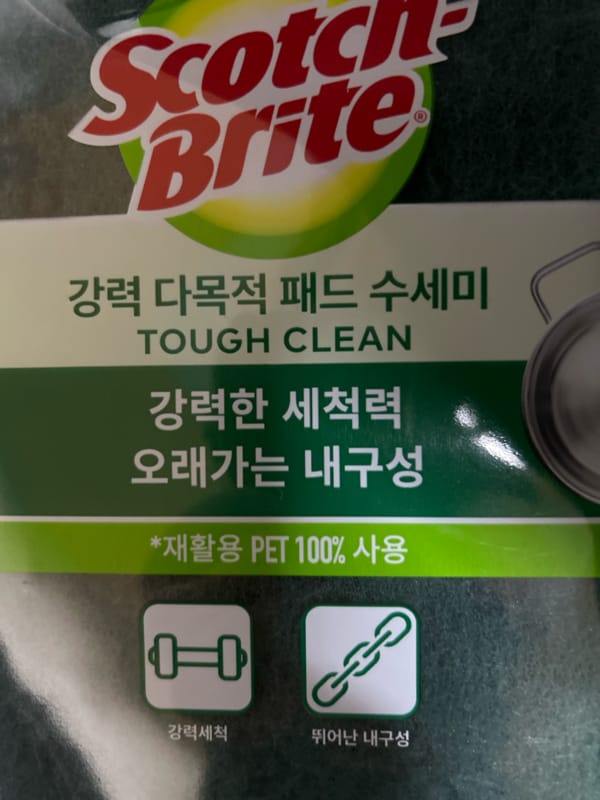 Scotch-
Brite®
강력 다목적 패드 수세미
TOUGH CLEAN
강력한 세척력
오래가는 내구성
*재활용 PET 100% 사용
강력세척
뛰어난 내구성